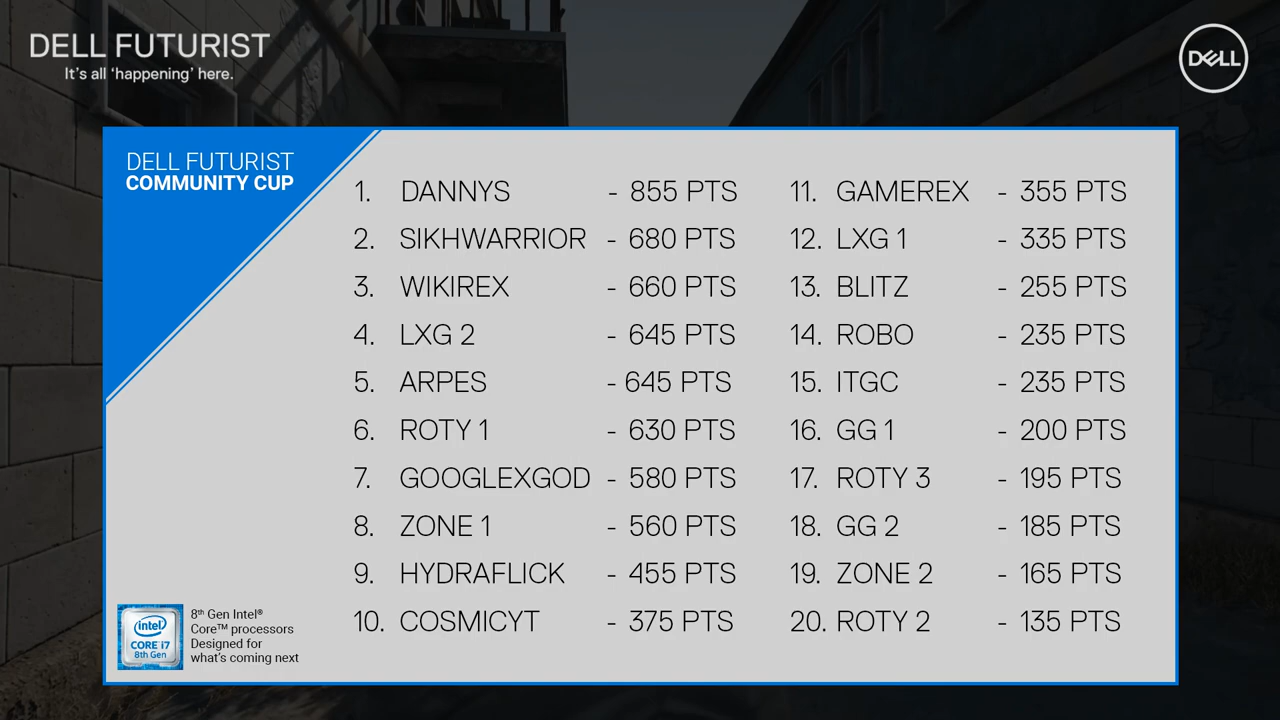 DELL FUTURIST
It's all 'happening' here.
DELL
DELL FUTURIST
COMMUNITY CUP
1. DANNYS - 855 PTS
2. SIKHWARRIOR - 680 PTS
3. WIKIREX - 660 PTS
4. LXG 2 - 645 PTS
5. ARPES - 645 PTS
6. ROTY 1 - 630 PTS
7. GOOGLEXGOD - 580 PTS
8. ZONE 1 - 560 PTS
9. HYDRAFLICK - 455 PTS
10. COSMICYT - 375 PTS
11. GAMEREX - 355 PTS
12. LXG 1 - 335 PTS
13. BLITZ - 255 PTS
14. ROBO - 235 PTS
15. ITGC - 235 PTS
16. GG 1 - 200 PTS
17. ROTY 3 - 195 PTS
18. GG 2 - 185 PTS
19. ZONE 2 - 165 PTS
20. ROTY 2 - 135 PTS
intel
CORE i7
8th Gen
8th Gen Intel®
Core™ processors
Designed for
what's coming next